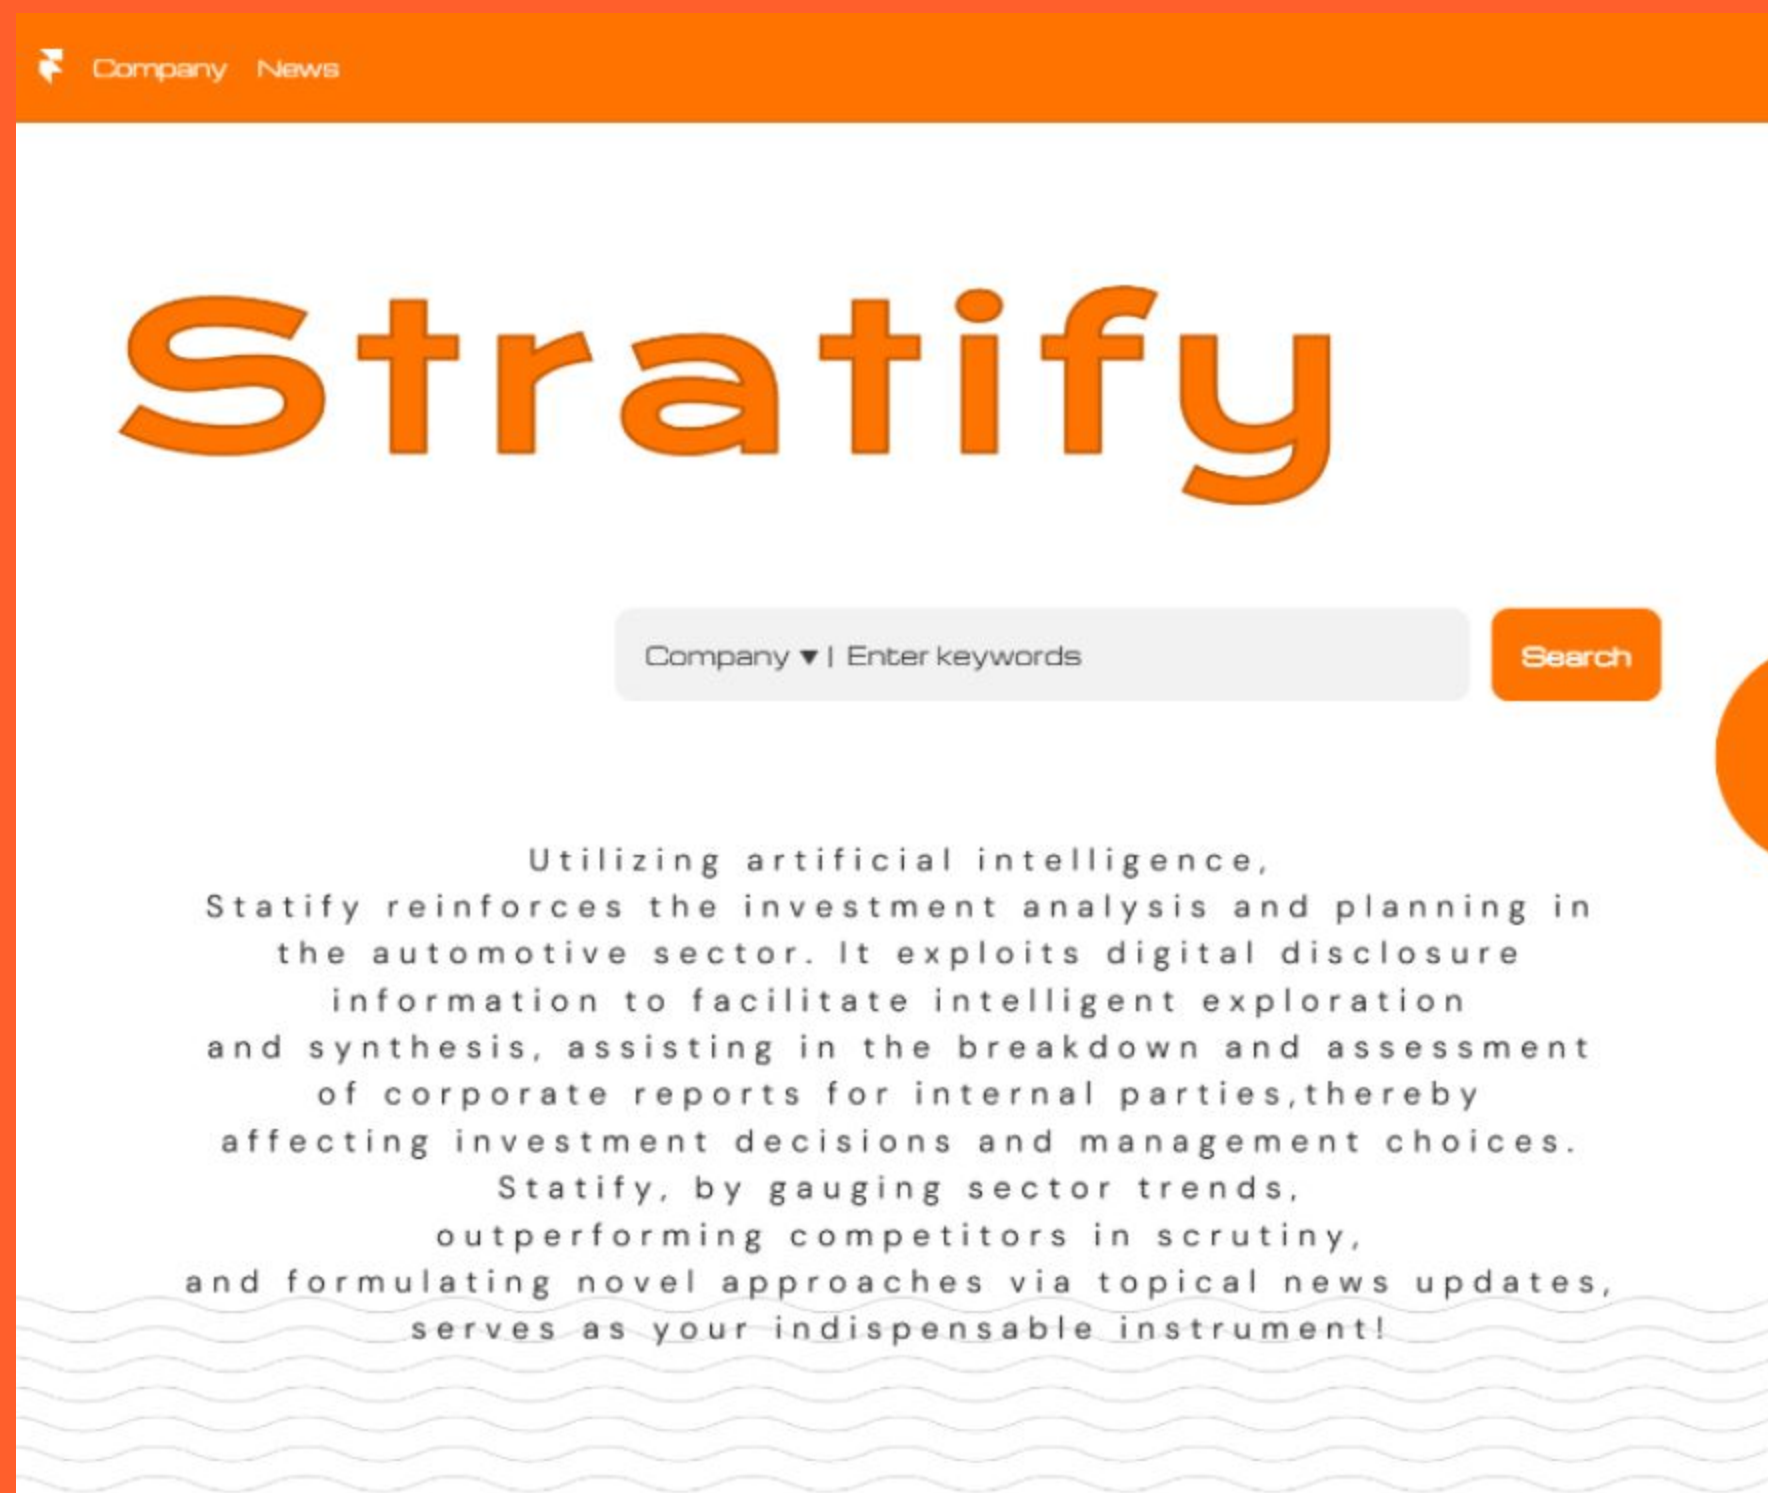 Company News
Stratify
Company ▼ | Enter keywords
Search
Utilizing artificial intelligence,
Statify reinforces the investment analysis and planning in
the automotive sector. It exploits digital disclosure
information to facilitate intelligent exploration
and synthesis, assisting in the breakdown and assessment
of corporate reports for internal parties,thereby
affecting investment decisions and management choices.
Statify, by gauging sector trends,
outperforming competitors in scrutiny,
and formulating novel approaches via topical news updates,
serves as your indispensable instrument!